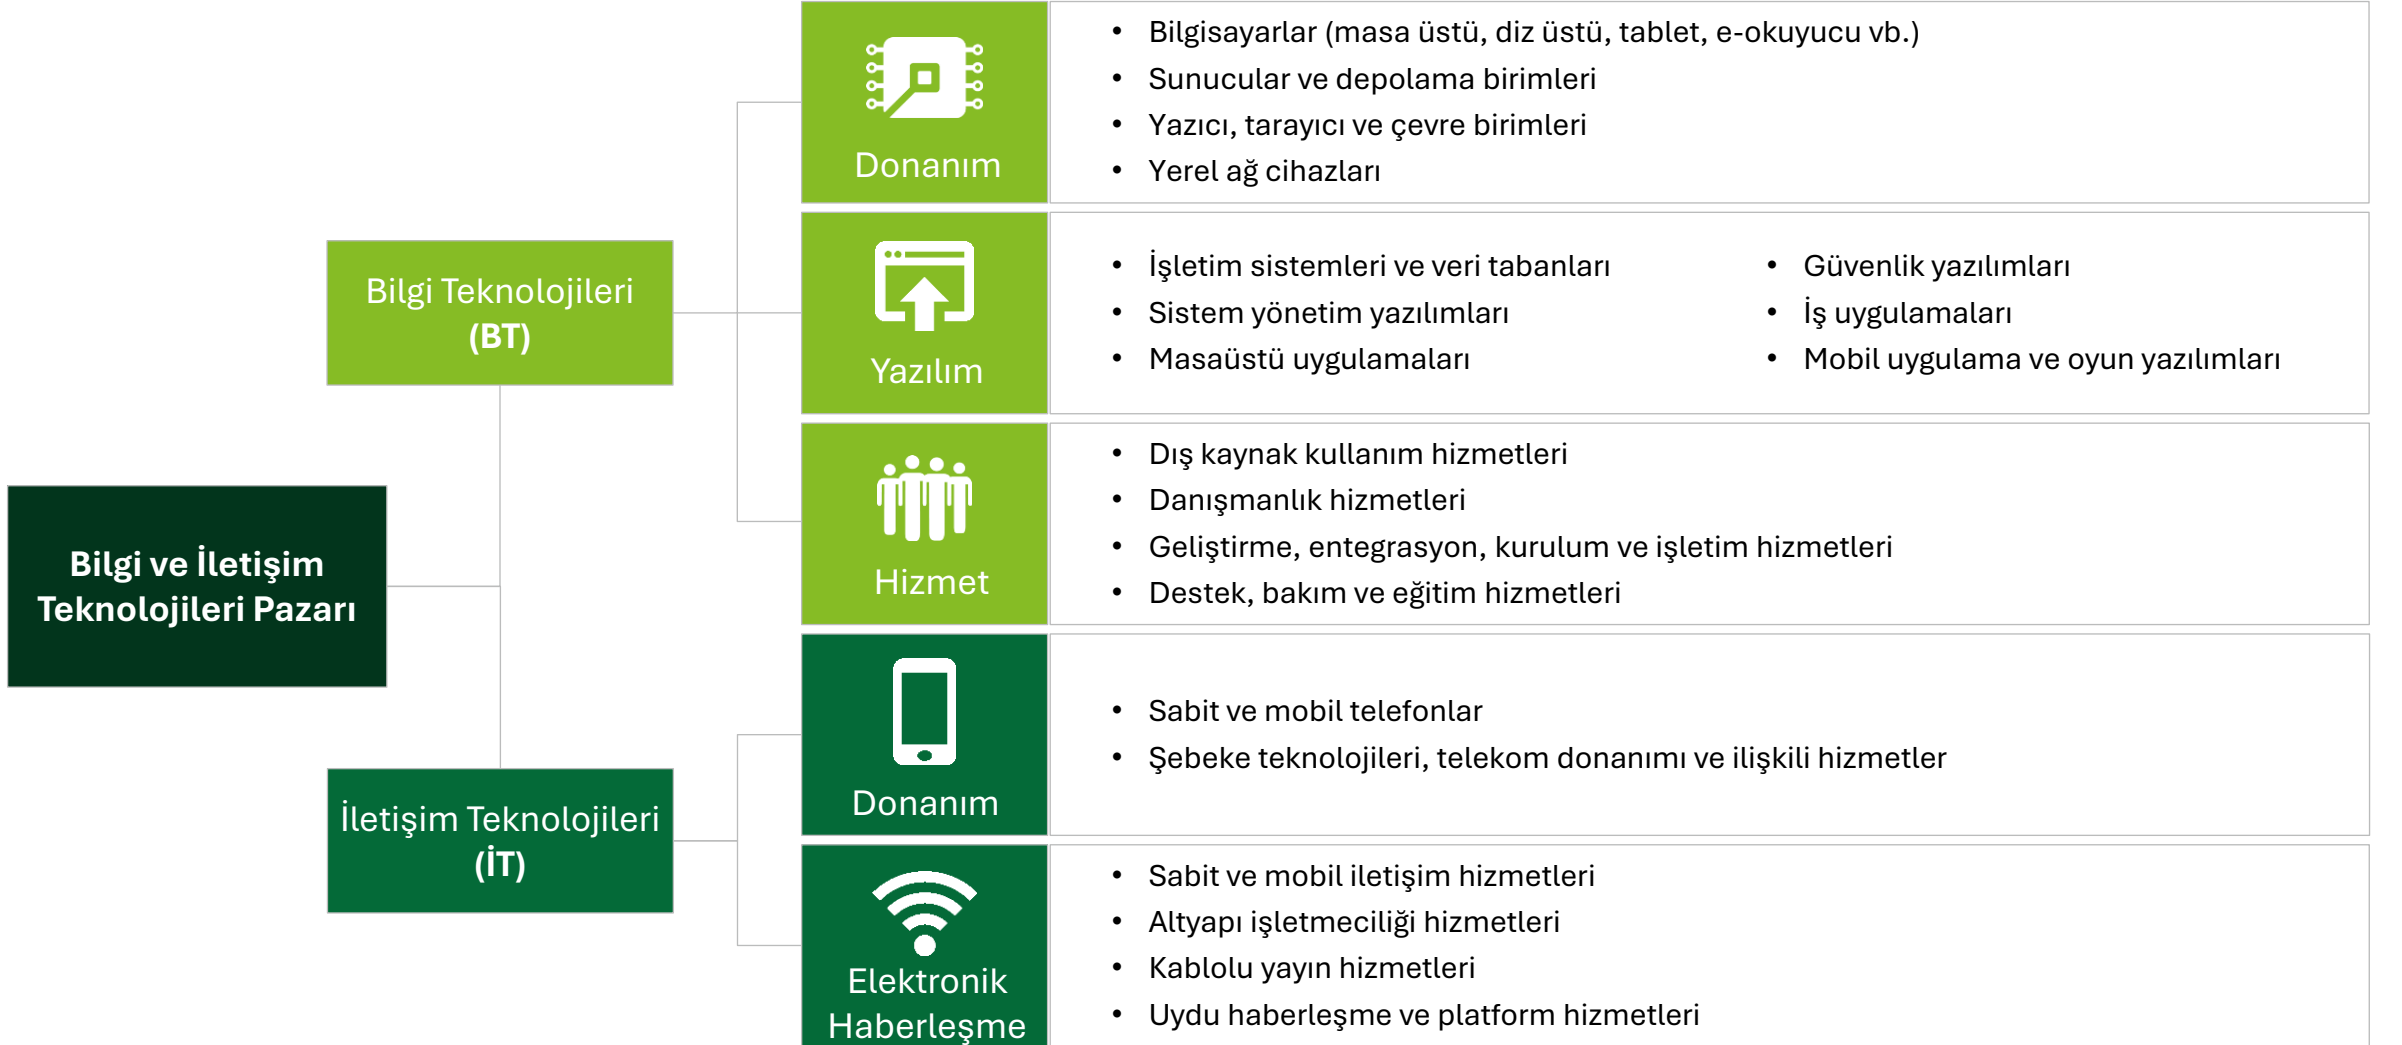 Bilgi ve İletişim
Teknolojileri Pazarı
Bilgi Teknolojileri
(BT)
Donanım
• Bilgisayarlar (masa üstü, diz üstü, tablet, e-okuyucu vb.)
• Sunucular ve depolama birimleri
• Yazıcı, tarayıcı ve çevre birimleri
• Yerel ağ cihazları
Yazılım
• İşletim sistemleri ve veri tabanları
• Sistem yönetim yazılımları
• Masaüstü uygulamaları
• Güvenlik yazılımları
• İş uygulamaları
• Mobil uygulama ve oyun yazılımları
Hizmet
• Dış kaynak kullanım hizmetleri
• Danışmanlık hizmetleri
• Geliştirme, entegrasyon, kurulum ve işletim hizmetleri
• Destek, bakım ve eğitim hizmetleri
İletişim Teknolojileri
(İT)
Donanım
• Sabit ve mobil telefonlar
• Şebeke teknolojileri, telekom donanımı ve ilişkili hizmetler
Elektronik
Haberleşme
• Sabit ve mobil iletişim hizmetleri
• Altyapı işletmeciliği hizmetleri
• Kablolu yayın hizmetleri
• Uydu haberleşme ve platform hizmetleri